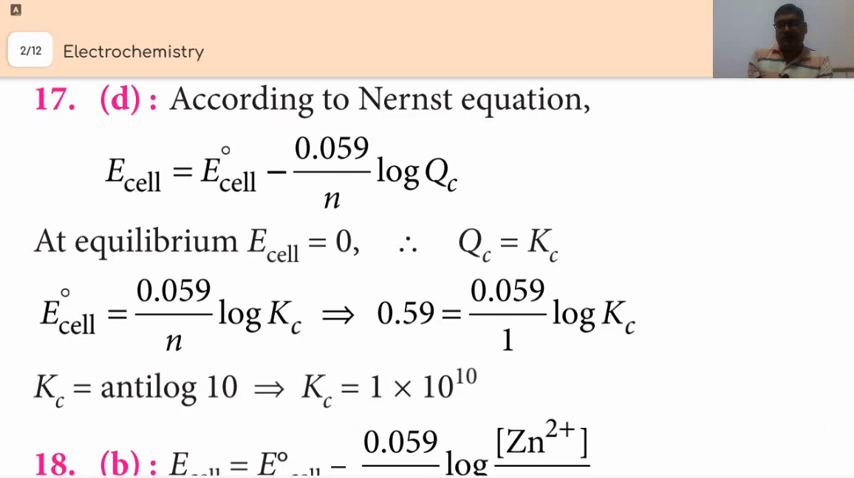 A
2/12 Electrochemistry
17. (d) : According to Nernst equation,
E_cell = E°_cell − 0.059/n log Q_c
At equilibrium E_cell = 0, ∴ Q_c = K_c
E°_cell = 0.059/n log K_c ⇒ 0.59 = 0.059/1 log K_c
K_c = antilog 10 ⇒ K_c = 1 × 10^10
18. (b) : E_cell = E°_cell − 0.059 log [Zn^2+]